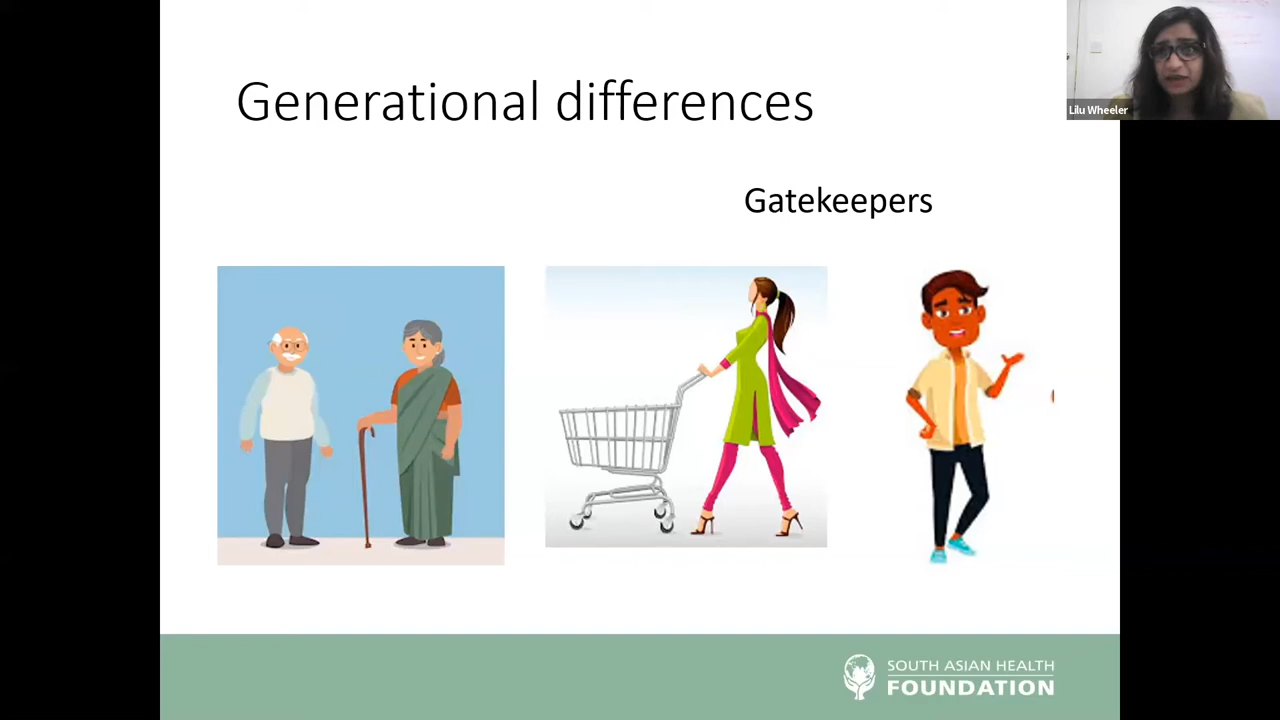 Generational differences
Lilu Wheeler
Gatekeepers
SOUTH ASIAN HEALTH
FOUNDATION